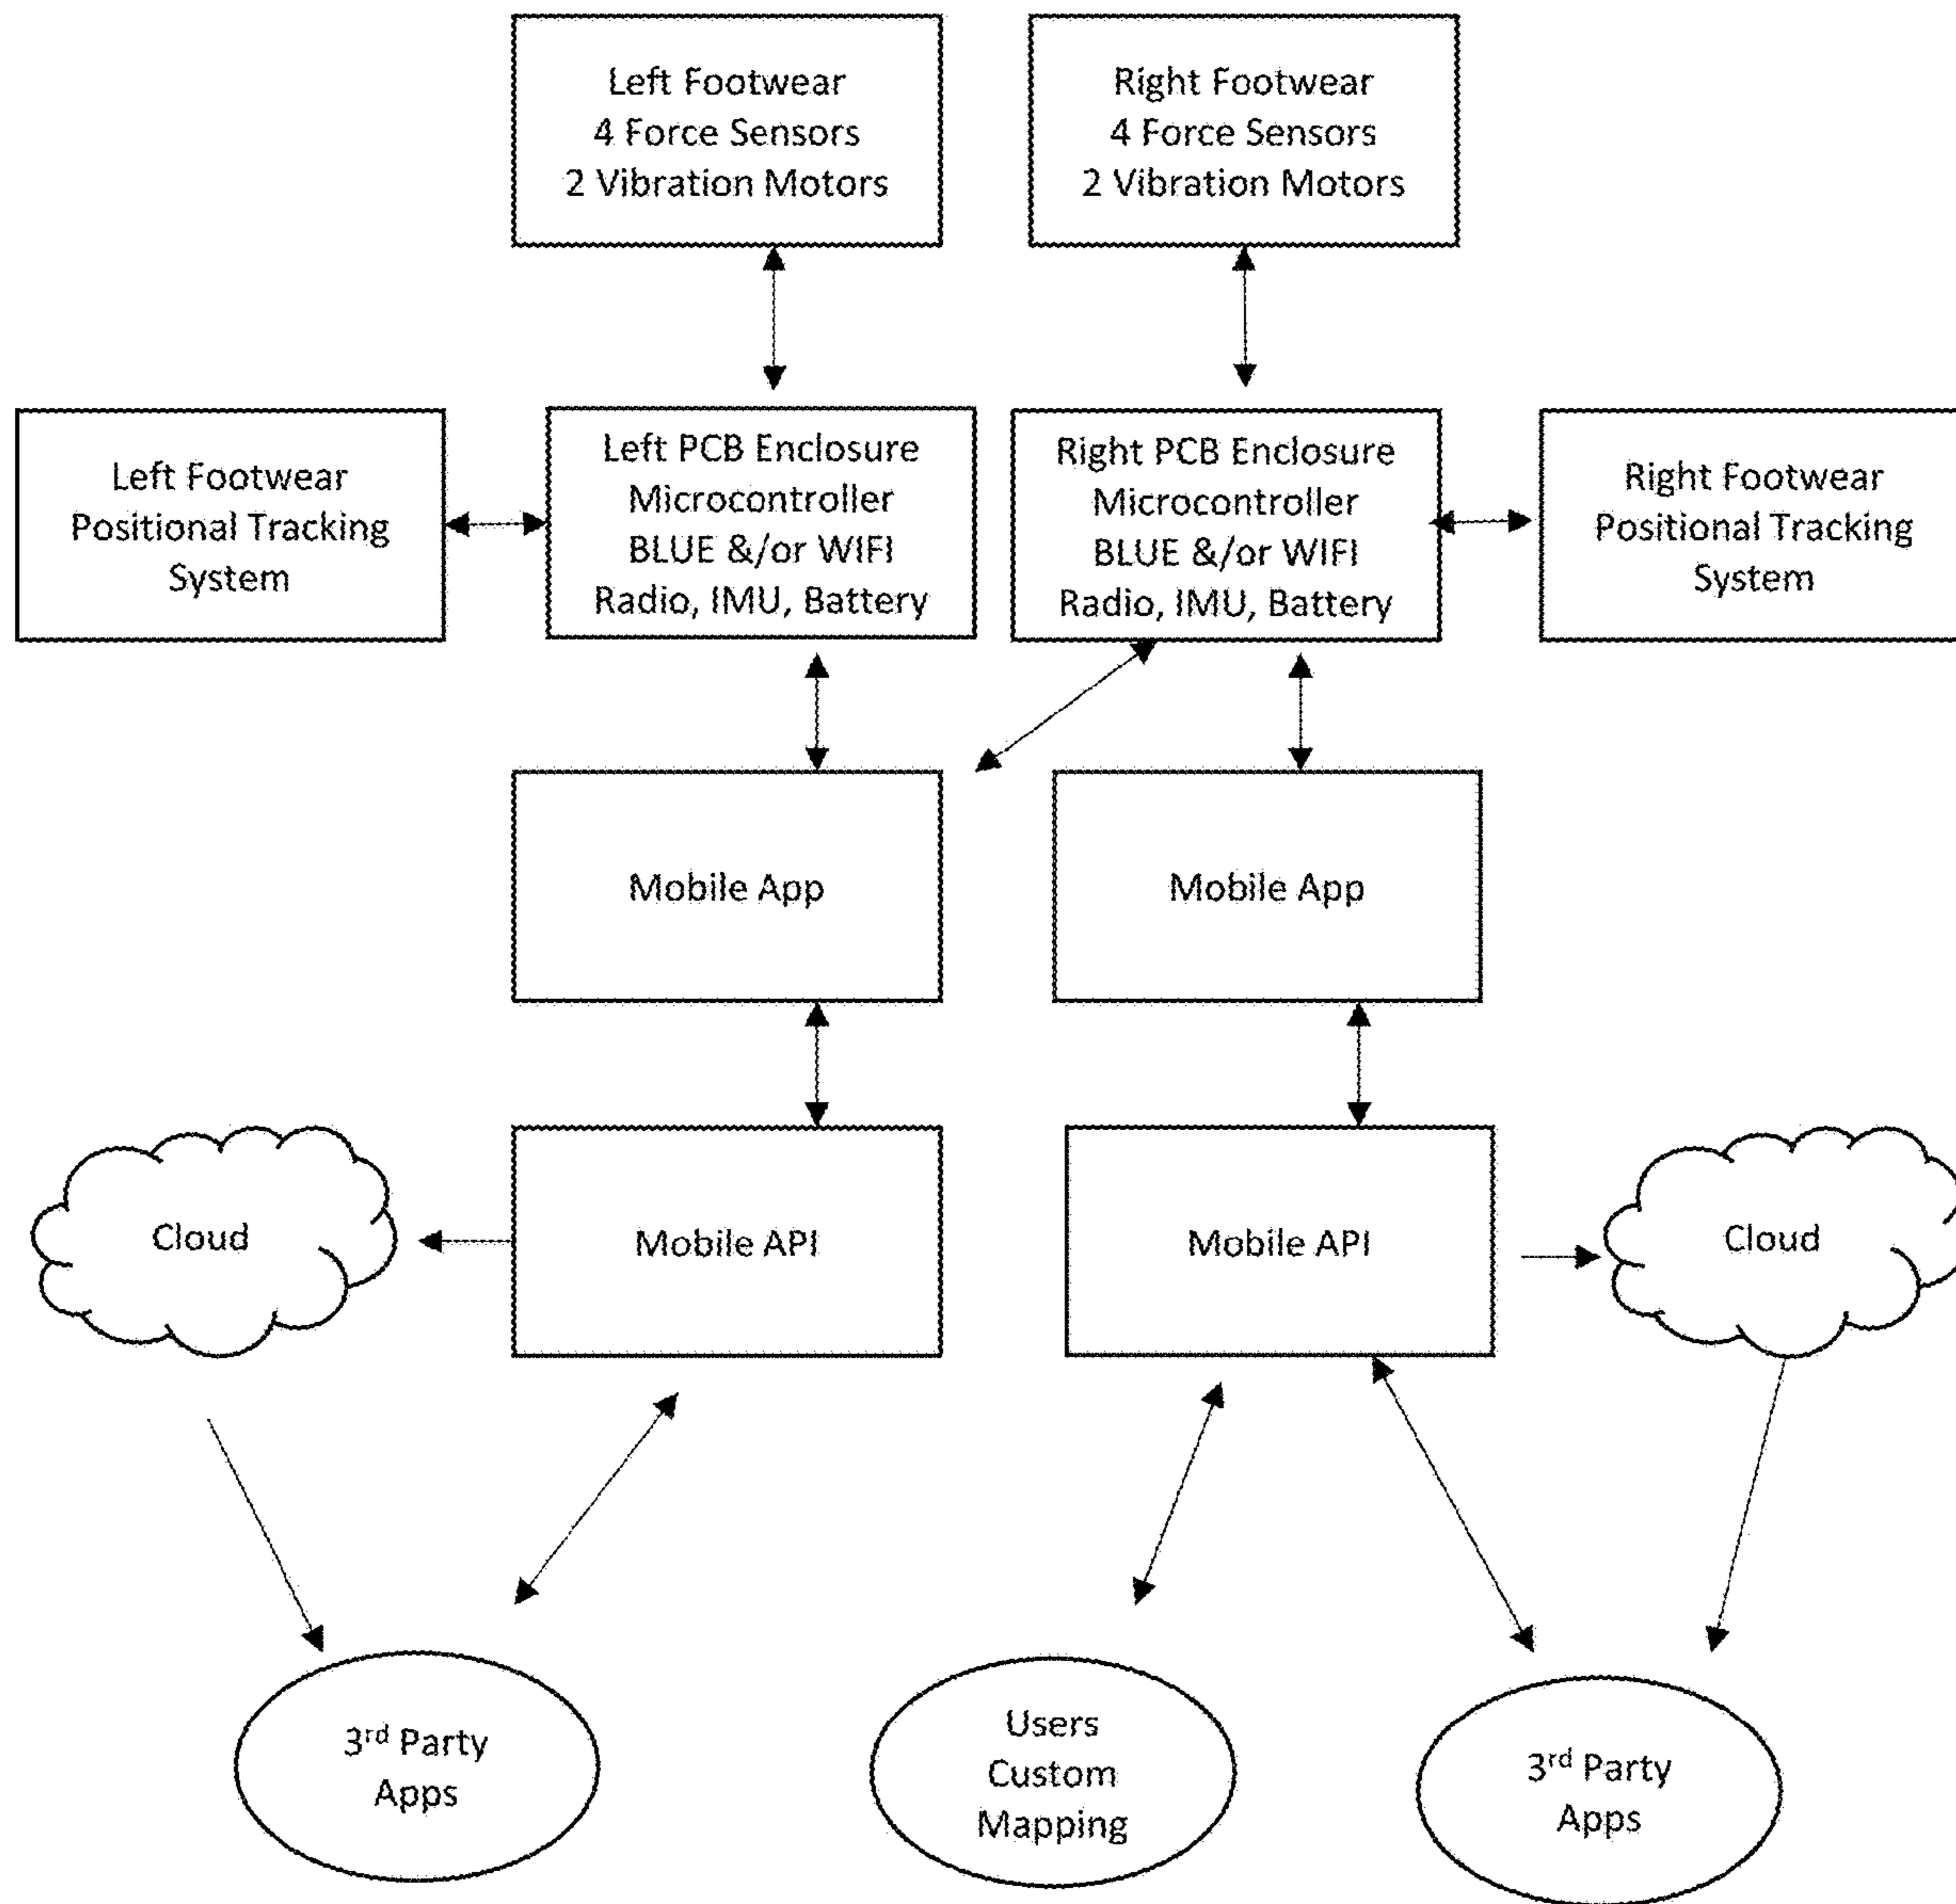 Left Footwear
4 Force Sensors
2 Vibration Motors
Right Footwear
4 Force Sensors
2 Vibration Motors
Left Footwear
Positional Tracking
System
Left PCB Enclosure
Microcontroller
BLUE &/or WIFI
Radio, IMU, Battery
Right PCB Enclosure
Microcontroller
BLUE &/or WIFI
Radio, IMU, Battery
Right Footwear
Positional Tracking
System
Mobile App
Mobile App
Cloud
Mobile API
Mobile API
Cloud
3rd Party
Apps
Users
Custom
Mapping
3rd Party
Apps